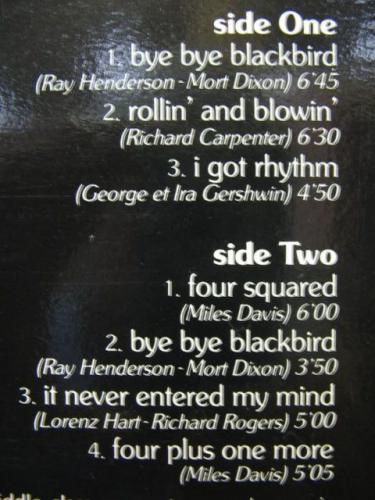 side One
1. bye bye blackbird
(Ray Henderson - Mort Dixon) 6'45
2. rollin' and blowin'
(Richard Carpenter) 6'30
3. i got rhythm
(George et Ira Gershwin) 4'50
side Two
1. four squared
(Miles Davis) 6'00
2. bye bye blackbird
(Ray Henderson - Mort Dixon) 3'50
3. it never entered my mind
(Lorenz Hart - Richard Rogers) 5'00
4. four plus one more
(Miles Davis) 5'05